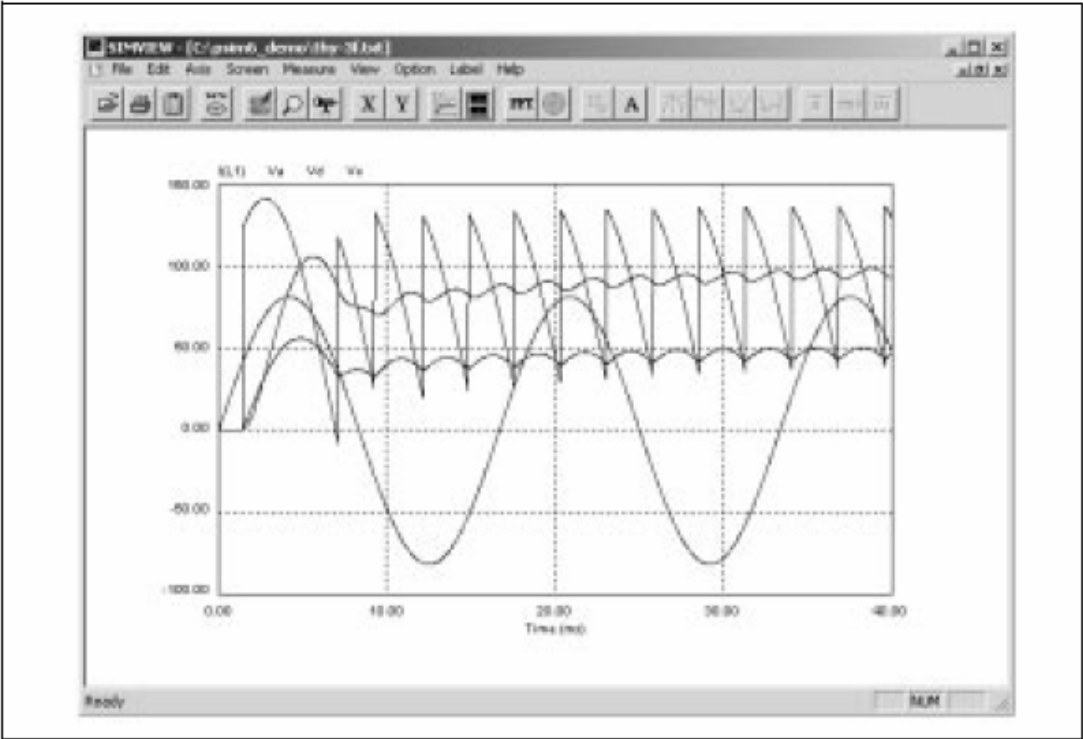 SIMVIEW - [C:\psim6_demo\thy-3f.txt]
File Edit Axis Screen Measure View Option Label Help
X Y FFT A
I(L1) Va Vd Vo
150.00
100.00
50.00
0.00
-50.00
-100.00
0.00 10.00 20.00 30.00 40.00
Time (ms)
Ready NUM